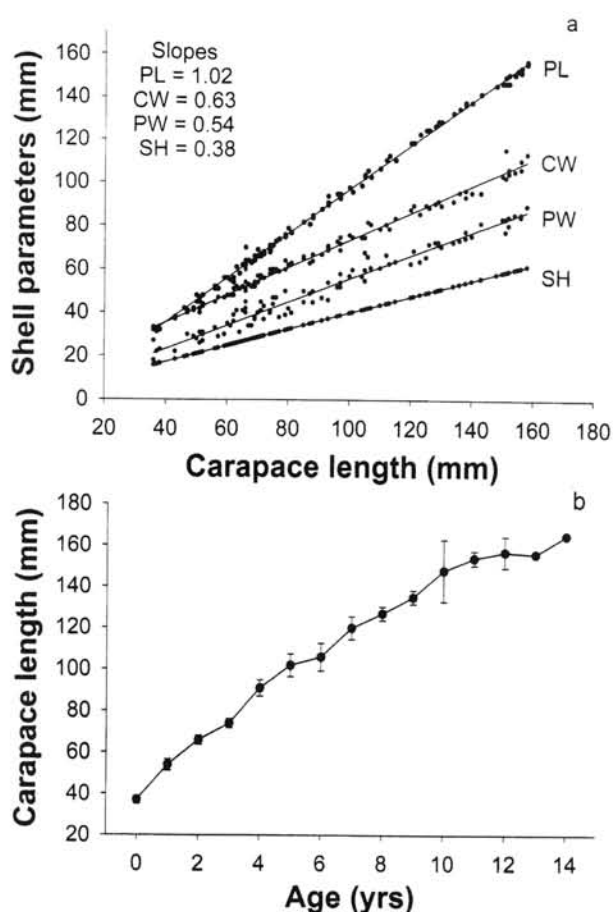 a
Slopes
PL = 1.02
CW = 0.63
PW = 0.54
SH = 0.38
PL
CW
PW
SH
Shell parameters (mm)
160
140
120
100
80
60
40
20
0
20 40 60 80 100 120 140 160 180
Carapace length (mm)
b
Carapace length (mm)
180
160
140
120
100
80
60
40
20
0 2 4 6 8 10 12 14
Age (yrs)